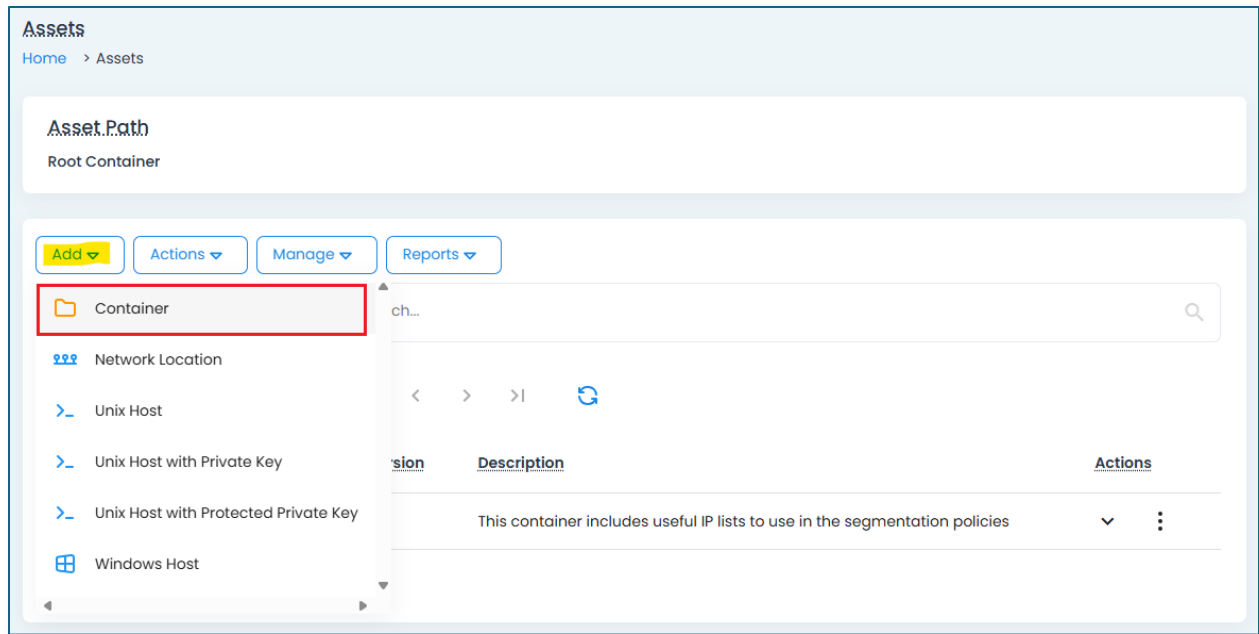 Assets
Home > Assets
Asset Path
Root Container
Add Actions Manage Reports
Container
ch...
Network Location
Unix Host
Unix Host with Private Key
rsion Description Actions
Unix Host with Protected Private Key
This container includes useful IP lists to use in the segmentation policies
Windows Host